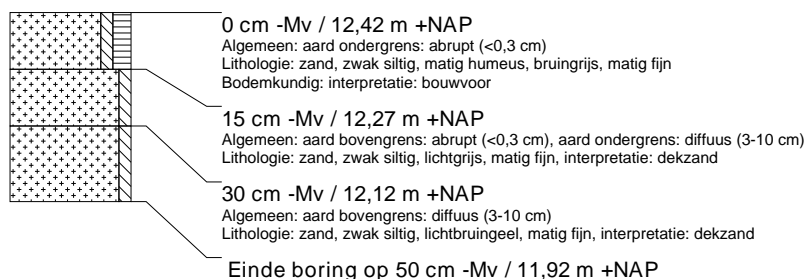 0 cm -Mv / 12,42 m +NAP
Algemeen: aard ondergrens: abrupt (<0,3 cm)
Lithologie: zand, zwak siltig, matig humeus, bruingrijs, matig fijn
Bodemkundig: interpretatie: bouwvoor
15 cm -Mv / 12,27 m +NAP
Algemeen: aard bovengrens: abrupt (<0,3 cm), aard ondergrens: diffuus (3-10 cm)
Lithologie: zand, zwak siltig, lichtgrijs, matig fijn, interpretatie: dekzand
30 cm -Mv / 12,12 m +NAP
Algemeen: aard bovengrens: diffuus (3-10 cm)
Lithologie: zand, zwak siltig, lichtbruingeel, matig fijn, interpretatie: dekzand
Einde boring op 50 cm -Mv / 11,92 m +NAP